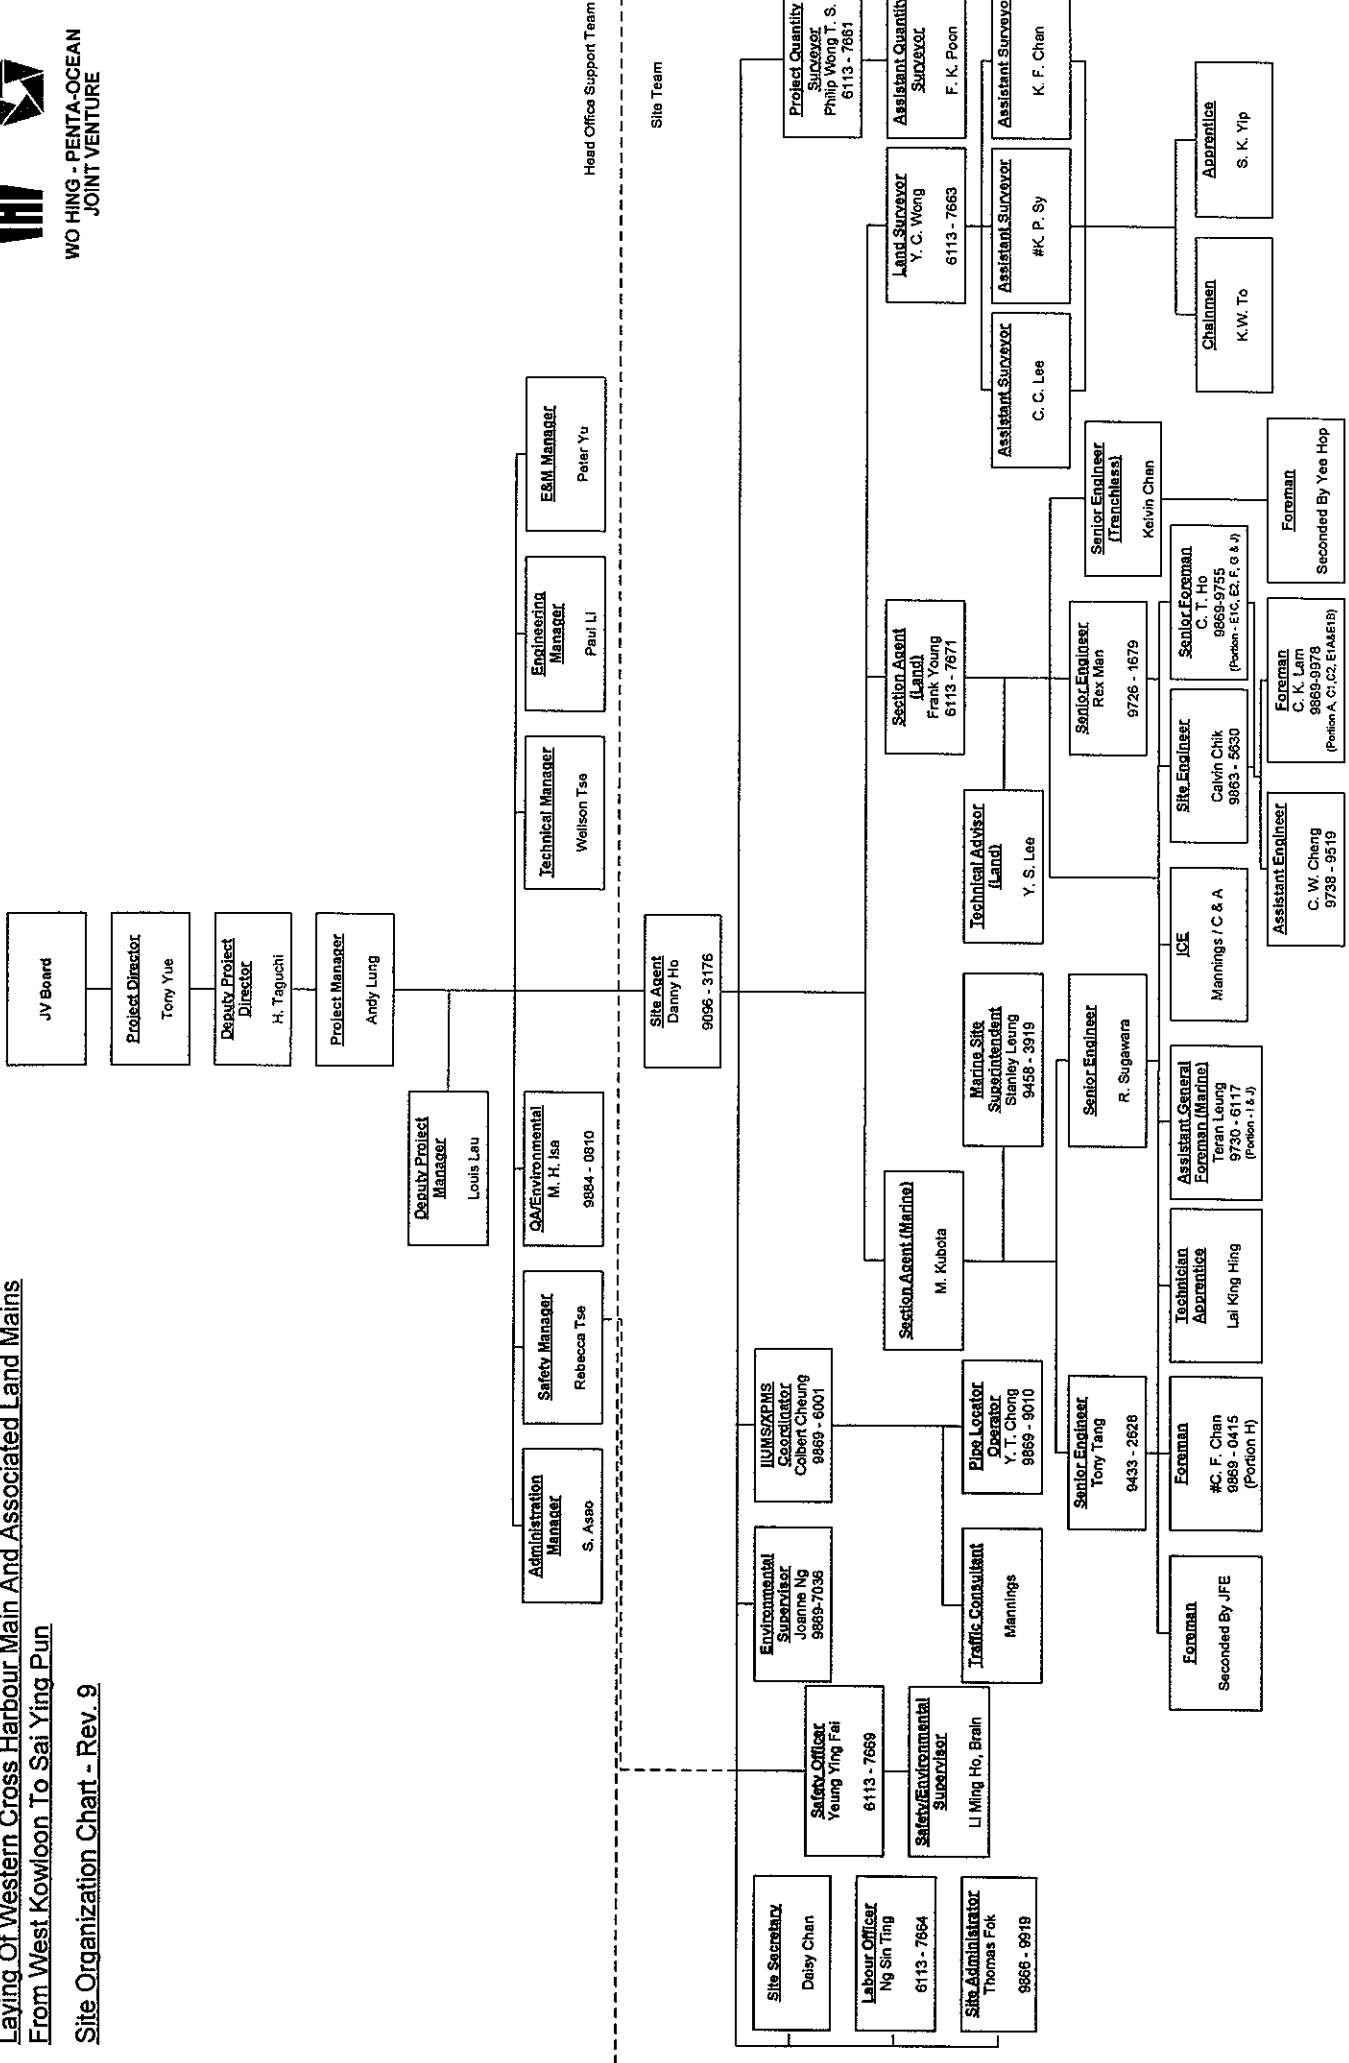 Laying Of Western Cross Harbour Main And Associated Land Mains
From West Kowloon To Sai Ying Pun
Site Organization Chart - Rev. 9
WO HING - PENTA-OCEAN
JOINT VENTURE
JV Board
Project Director
Tony Yue
Deputy Project
Director
H. Taguchi
Project Manager
Andy Lung
Deputy Project
Manager
Louis Lau
Administration
Manager
S. Asao
Safety Manager
Rebecca Tse
QA/Environmental
M. H. Isa
9884 - 0810
Technical Manager
Wellson Tse
Engineering
Manager
Paul Li
E&M Manager
Peter Yu
Head Office Support Team
Site Team
Site Agent
Danny Ho
9096 - 3176
Site Secretary
Daisy Chan
Labour Officer
Ng Sin Ting
6113 - 7664
Site Administrator
Thomas Fok
9866 - 9919
Safety Officer
Yeung Ying Fai
6113 - 7669
Safety/Environmental
Supervisor
Li Ming Ho, Brain
Environmental
Supervisor
Joanne Ng
9869-7036
IIUMS/XPMS
Coordinator
Colbert Cheung
9869 - 6001
Traffic Consultant
Mannings
Pipe Locator
Operator
Y. T. Chong
9869 - 9010
Project Quantity
Surveyor
Philip Wong T. S.
6113 - 7661
Assistant Quantity
Surveyor
F. K. Poon
Section Agent (Marine)
M. Kubota
Marine Site
Superintendent
Stanley Leung
9458 - 3919
Senior Engineer
Tony Tang
9433 - 2628
Senior Engineer
R. Sugawara
Foreman
Seconded By JFE
Foreman
#C. F. Chan
9869 - 0415
(Portion H)
Technician
Apprentice
Lai King Hing
Assistant General
Foreman (Marine)
Teran Leung
9730 - 6117
(Portion - I & J)
Section Agent
(Land)
Frank Young
6113 - 7671
Technical Advisor
(Land)
Y. S. Lee
Senior Engineer
Rex Man
9726 - 1679
Senior Engineer
(Trenchless)
Kelvin Chan
ICE
Mannings / C & A
Site Engineer
Calvin Chik
9863 - 5630
Senior Foreman
C. T. Ho
9869-9755
(Portion - E1C, E2, F, G & J)
Assistant Engineer
C. W. Cheng
9738 - 9519
Foreman
C. K. Lam
9869-9978
(Portion A, C1,C2, E1A&E1B)
Foreman
Seconded By Yee Hop
Land Surveyor
Y. C. Wong
6113 - 7663
Assistant Surveyor
C. C. Lee
Assistant Surveyor
#K. P. Sy
Assistant Surveyo
K. F. Chan
Chainmen
K.W. To
Apprentice
S. K. Yip